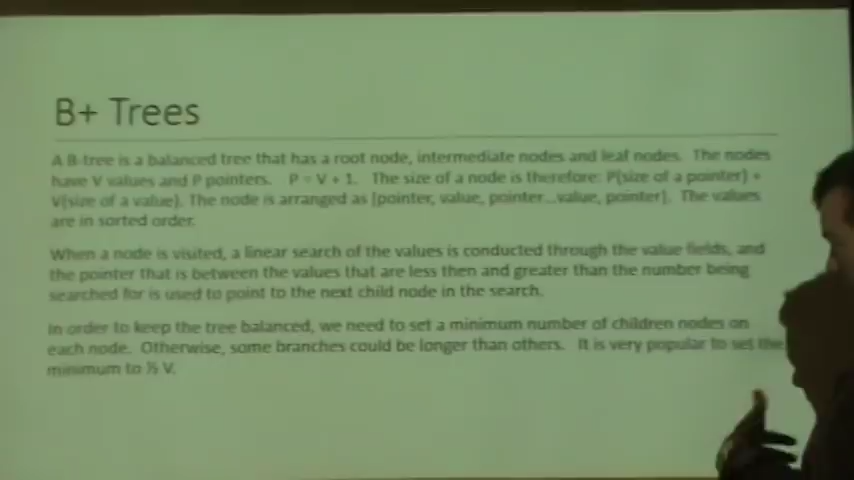 B+ Trees
A B-tree is a balanced tree that has a root node, intermediate nodes and leaf nodes. The nodes
have V values and P pointers. P = V + 1. The size of a node is therefore: P(size of a pointer) +
V(size of a value). The node is arranged as [pointer, value, pointer...value, pointer]. The values
are in sorted order.
When a node is visited, a linear search of the values is conducted through the value fields, and
the pointer that is between the values that are less then and greater than the number being
searched for is used to point to the next child node in the search.
In order to keep the tree balanced, we need to set a minimum number of children nodes on
each node. Otherwise, some branches could be longer than others. It is very popular to set the
minimum to ½ V.